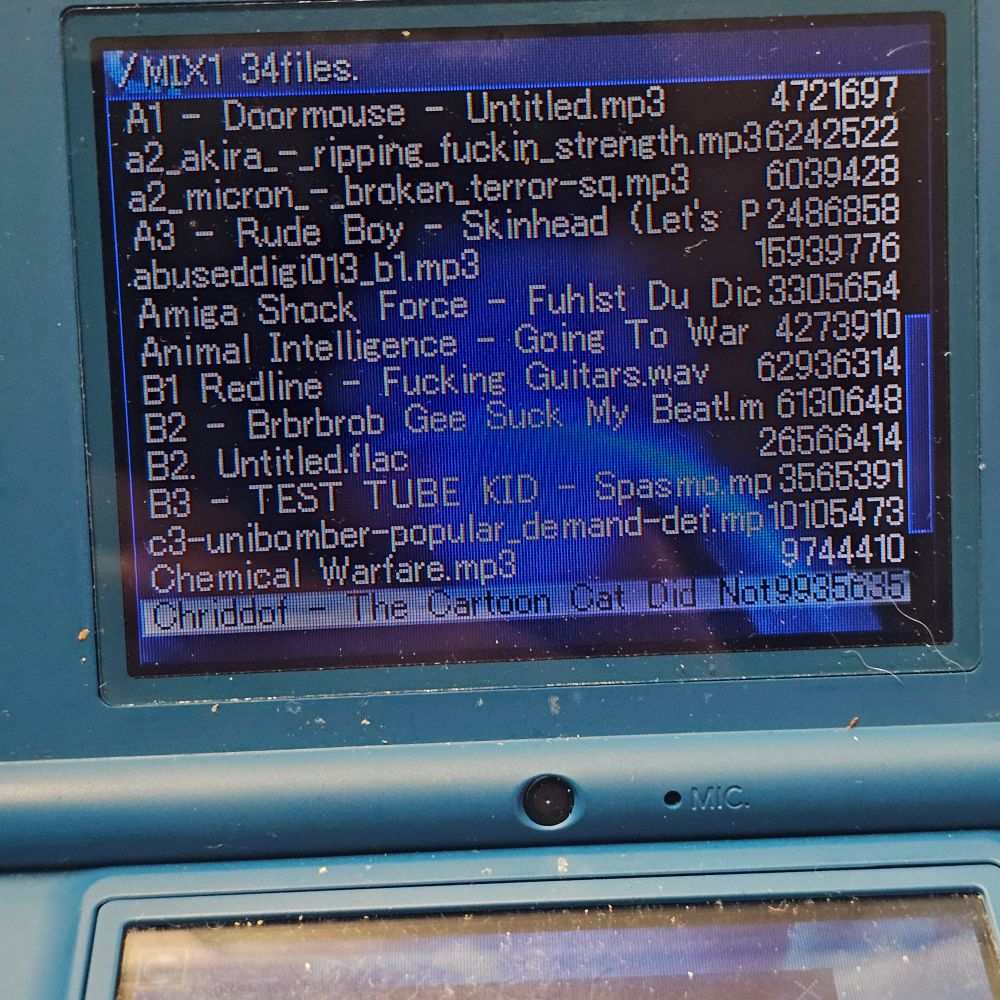 /MIX1 34files.
A1 - Doormouse - Untitled.mp3 4721697
a2_akira_-_ripping_fuckin_strength.mp3 6242522
a2_micron_-_broken_terror-sq.mp3 6039428
A3 - Rude Boy - Skinhead (Let's P 2486858
abuseddigi013_b1.mp3 15939776
Amiga Shock Force - Fuhlst Du Dic 3305654
Animal Intelligence - Going To War 4273910
B1 Redline - Fucking Guitars.wav 62936314
B2 - Brbrbrob Gee Suck My Beat!.m 6130648
B2. Untitled.flac 26566414
B3 - TEST TUBE KID - Spasmo.mp 3565391
c3-unibomber-popular_demand-def.mp 10105473
Chemical Warfare.mp3 9744410
Chriddof - The Cartoon Cat Did Not 9935635
MIC.